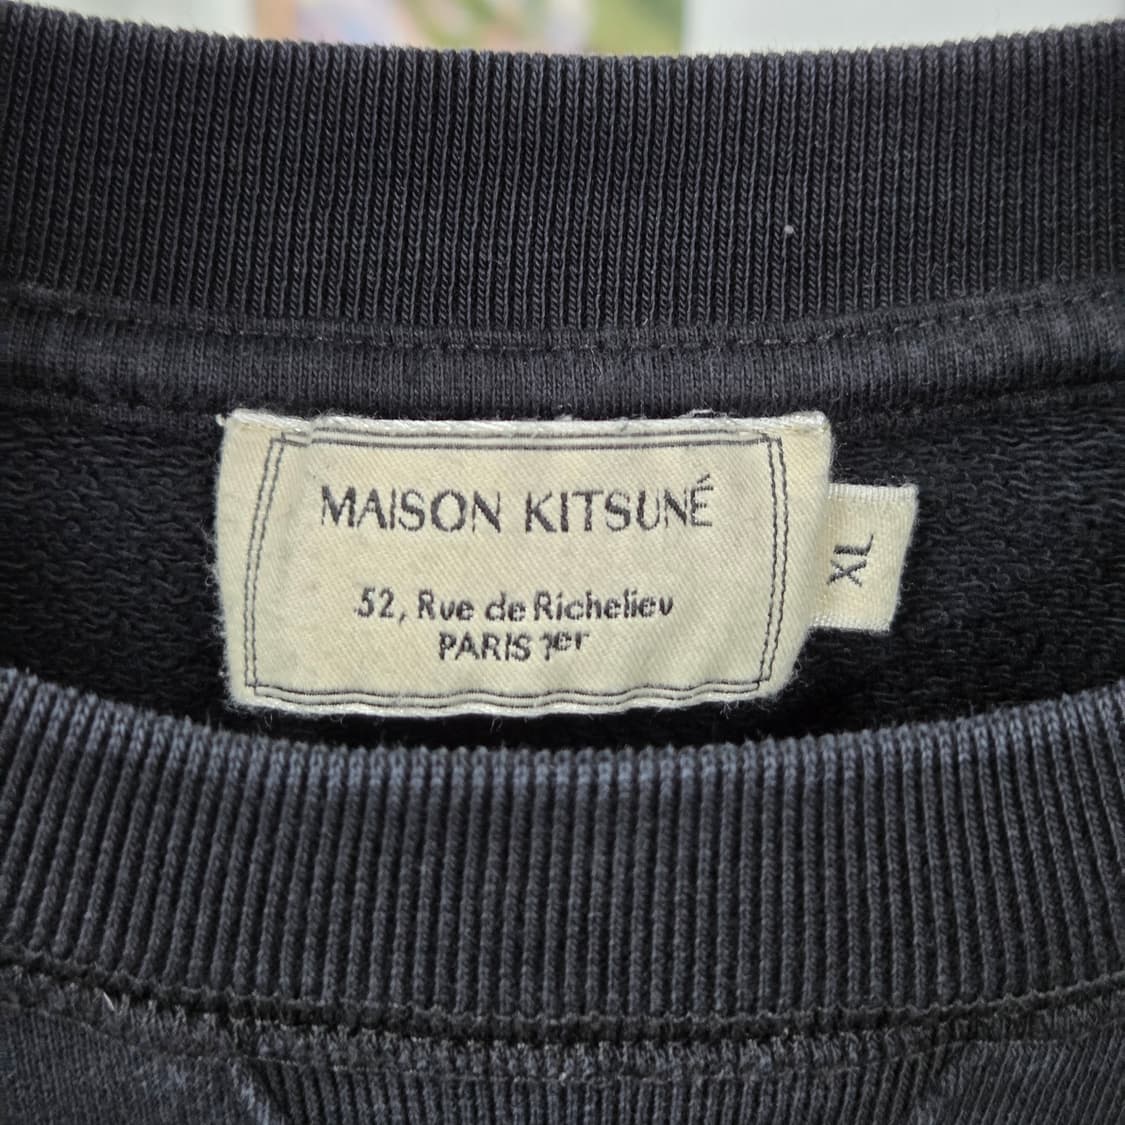 MAISON KITSUNÉ
52, Rue de Richelieu
PARIS 1er
XL